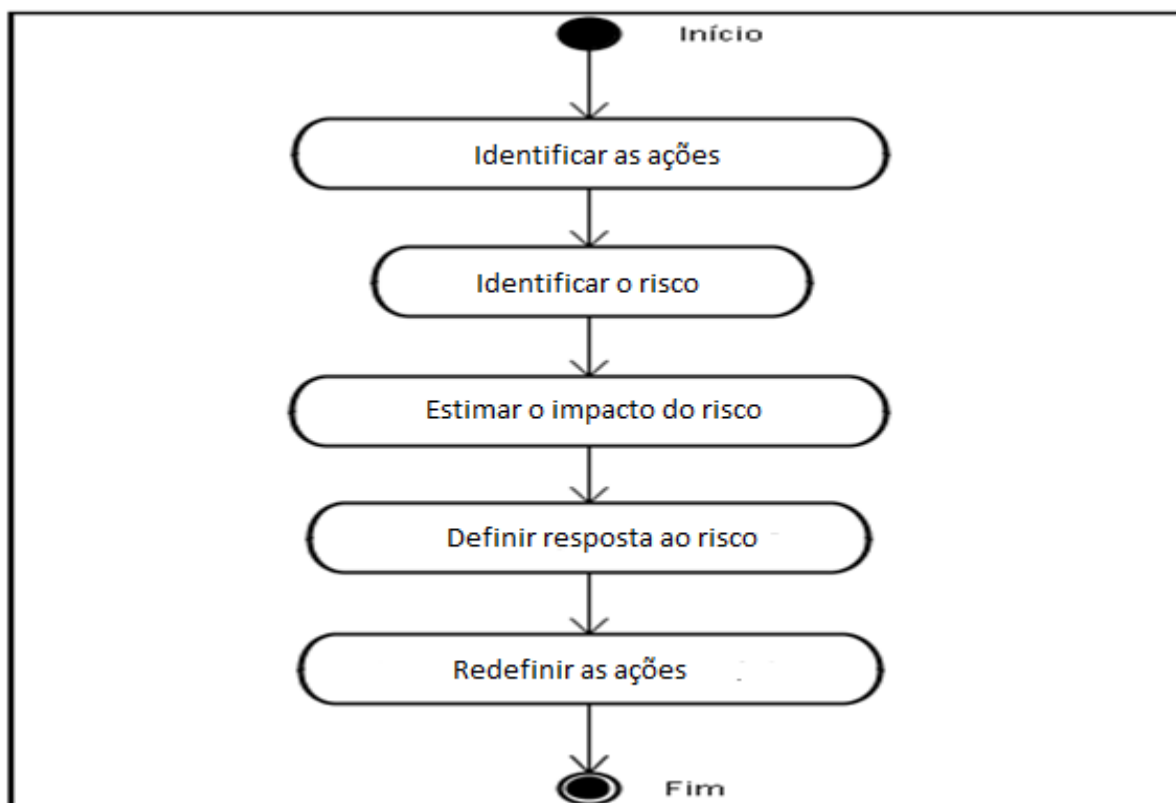 Início
Identificar as ações
Identificar o risco
Estimar o impacto do risco
Definir resposta ao risco
Redefinir as ações
Fim